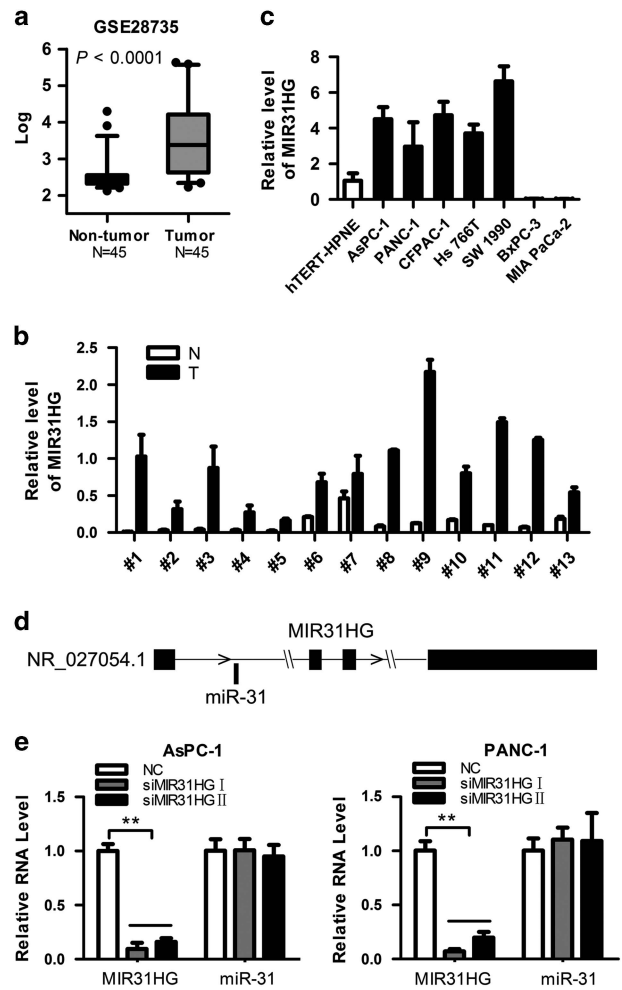 a
GSE28735
P < 0.0001
Log
6
5
4
3
2
Non-tumor
N=45
Tumor
N=45
c
Relative level
of MIR31HG
8
6
4
2
0
hTERT-HPNE
AsPC-1
PANC-1
CFPAC-1
Hs 766T
SW 1990
BxPC-3
MIA PaCa-2
b
N
T
Relative level
of MIR31HG
2.5
2.0
1.5
1.0
0.5
0.0
#1
#2
#3
#4
#5
#6
#7
#8
#9
#10
#11
#12
#13
d
MIR31HG
NR_027054.1
miR-31
e
AsPC-1
NC
siMIR31HG I
siMIR31HG II
Relative RNA Level
1.5
1.0
0.5
0.0
**
MIR31HG
miR-31
PANC-1
NC
siMIR31HG I
siMIR31HG II
Relative RNA Level
1.5
1.0
0.5
0.0
**
MIR31HG
miR-31